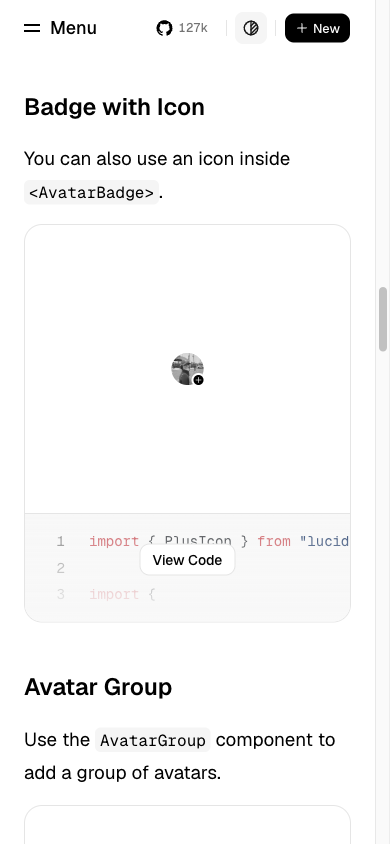 Menu
127k
New
Badge with Icon
You can also use an icon inside
<AvatarBadge>.
1 import { PlusIcon } from "lucid
View Code
2
3 import {
Avatar Group
Use the AvatarGroup component to
add a group of avatars.